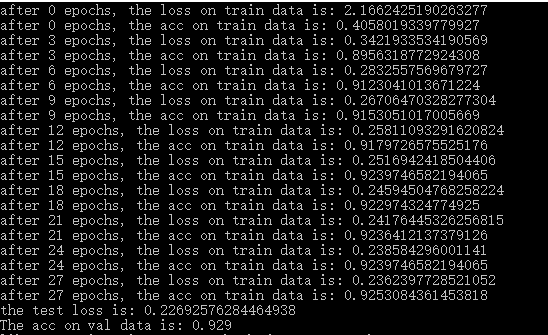 after 0 epochs, the loss on train data is: 2.1662425190263277
after 0 epochs, the acc on train data is: 0.4058019339779927
after 3 epochs, the loss on train data is: 0.3421933534190569
after 3 epochs, the acc on train data is: 0.8956318772924308
after 6 epochs, the loss on train data is: 0.2832557569679727
after 6 epochs, the acc on train data is: 0.9123041013671224
after 9 epochs, the loss on train data is: 0.26706470328277304
after 9 epochs, the acc on train data is: 0.9153051017005669
after 12 epochs, the loss on train data is: 0.25811093291620824
after 12 epochs, the acc on train data is: 0.9179726575525176
after 15 epochs, the loss on train data is: 0.25169424185044406
after 15 epochs, the acc on train data is: 0.9239746582194065
after 18 epochs, the loss on train data is: 0.24594504768258224
after 18 epochs, the acc on train data is: 0.922974324774925
after 21 epochs, the loss on train data is: 0.24176445326256815
after 21 epochs, the acc on train data is: 0.9236412137379126
after 24 epochs, the loss on train data is: 0.238584296001141
after 24 epochs, the acc on train data is: 0.9239746582194065
after 27 epochs, the loss on train data is: 0.2362397728521052
after 27 epochs, the acc on train data is: 0.9253084361453818
the test loss is: 0.22692576284464938
The acc on val data is: 0.929